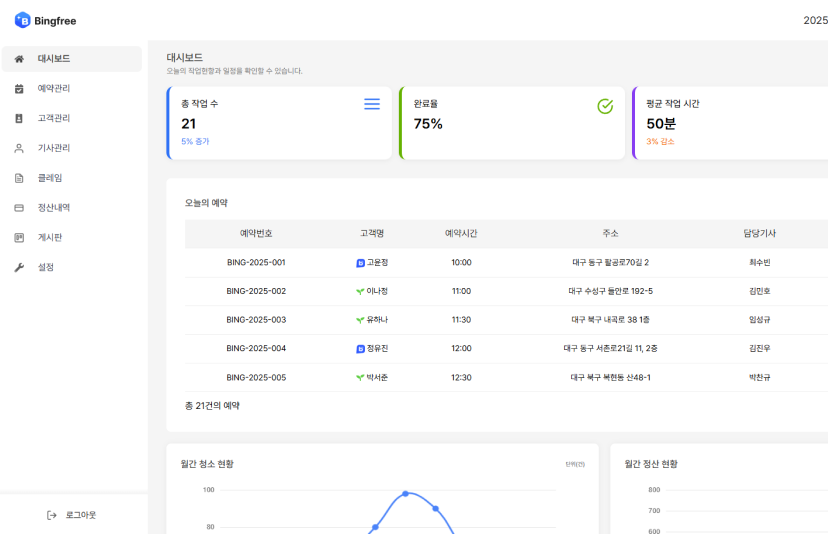 Bingfree
2025
대시보드
예약관리
고객관리
기사관리
클레임
정산내역
게시판
설정
로그아웃
대시보드
오늘의 작업현황과 일정을 확인할 수 있습니다.
총 작업 수
21
5% 증가
완료율
75%
평균 작업 시간
50분
3% 감소
오늘의 예약
예약번호 고객명 예약시간 주소 담당기사
BING-2025-001 고윤정 10:00 대구 동구 팔공로70길 2 최수빈
BING-2025-002 이나정 11:00 대구 수성구 들안로 192-5 김민호
BING-2025-003 유하나 11:30 대구 북구 내곡로 38 1층 임성규
BING-2025-004 정유진 12:00 대구 동구 서촌로21길 11, 2층 김진우
BING-2025-005 박서준 12:30 대구 북구 복현동 산48-1 박찬규
총 21건의 예약
월간 청소 현황
단위(건)
100
80
월간 정산 현황
800
700
600